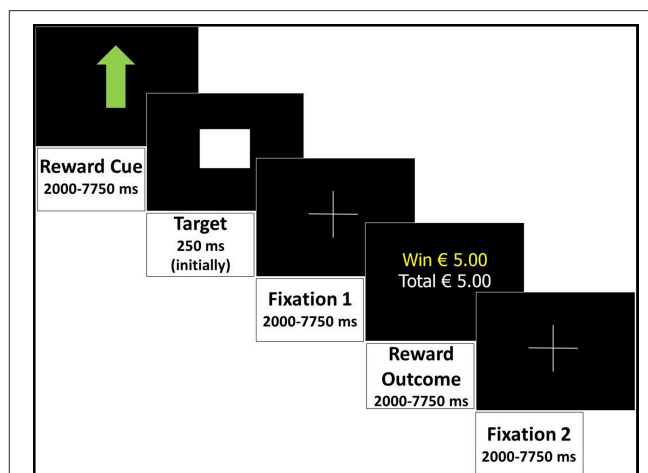 Reward Cue
2000-7750 ms
Target
250 ms
(initially)
Fixation 1
2000-7750 ms
Win € 5.00
Total € 5.00
Reward
Outcome
2000-7750 ms
Fixation 2
2000-7750 ms